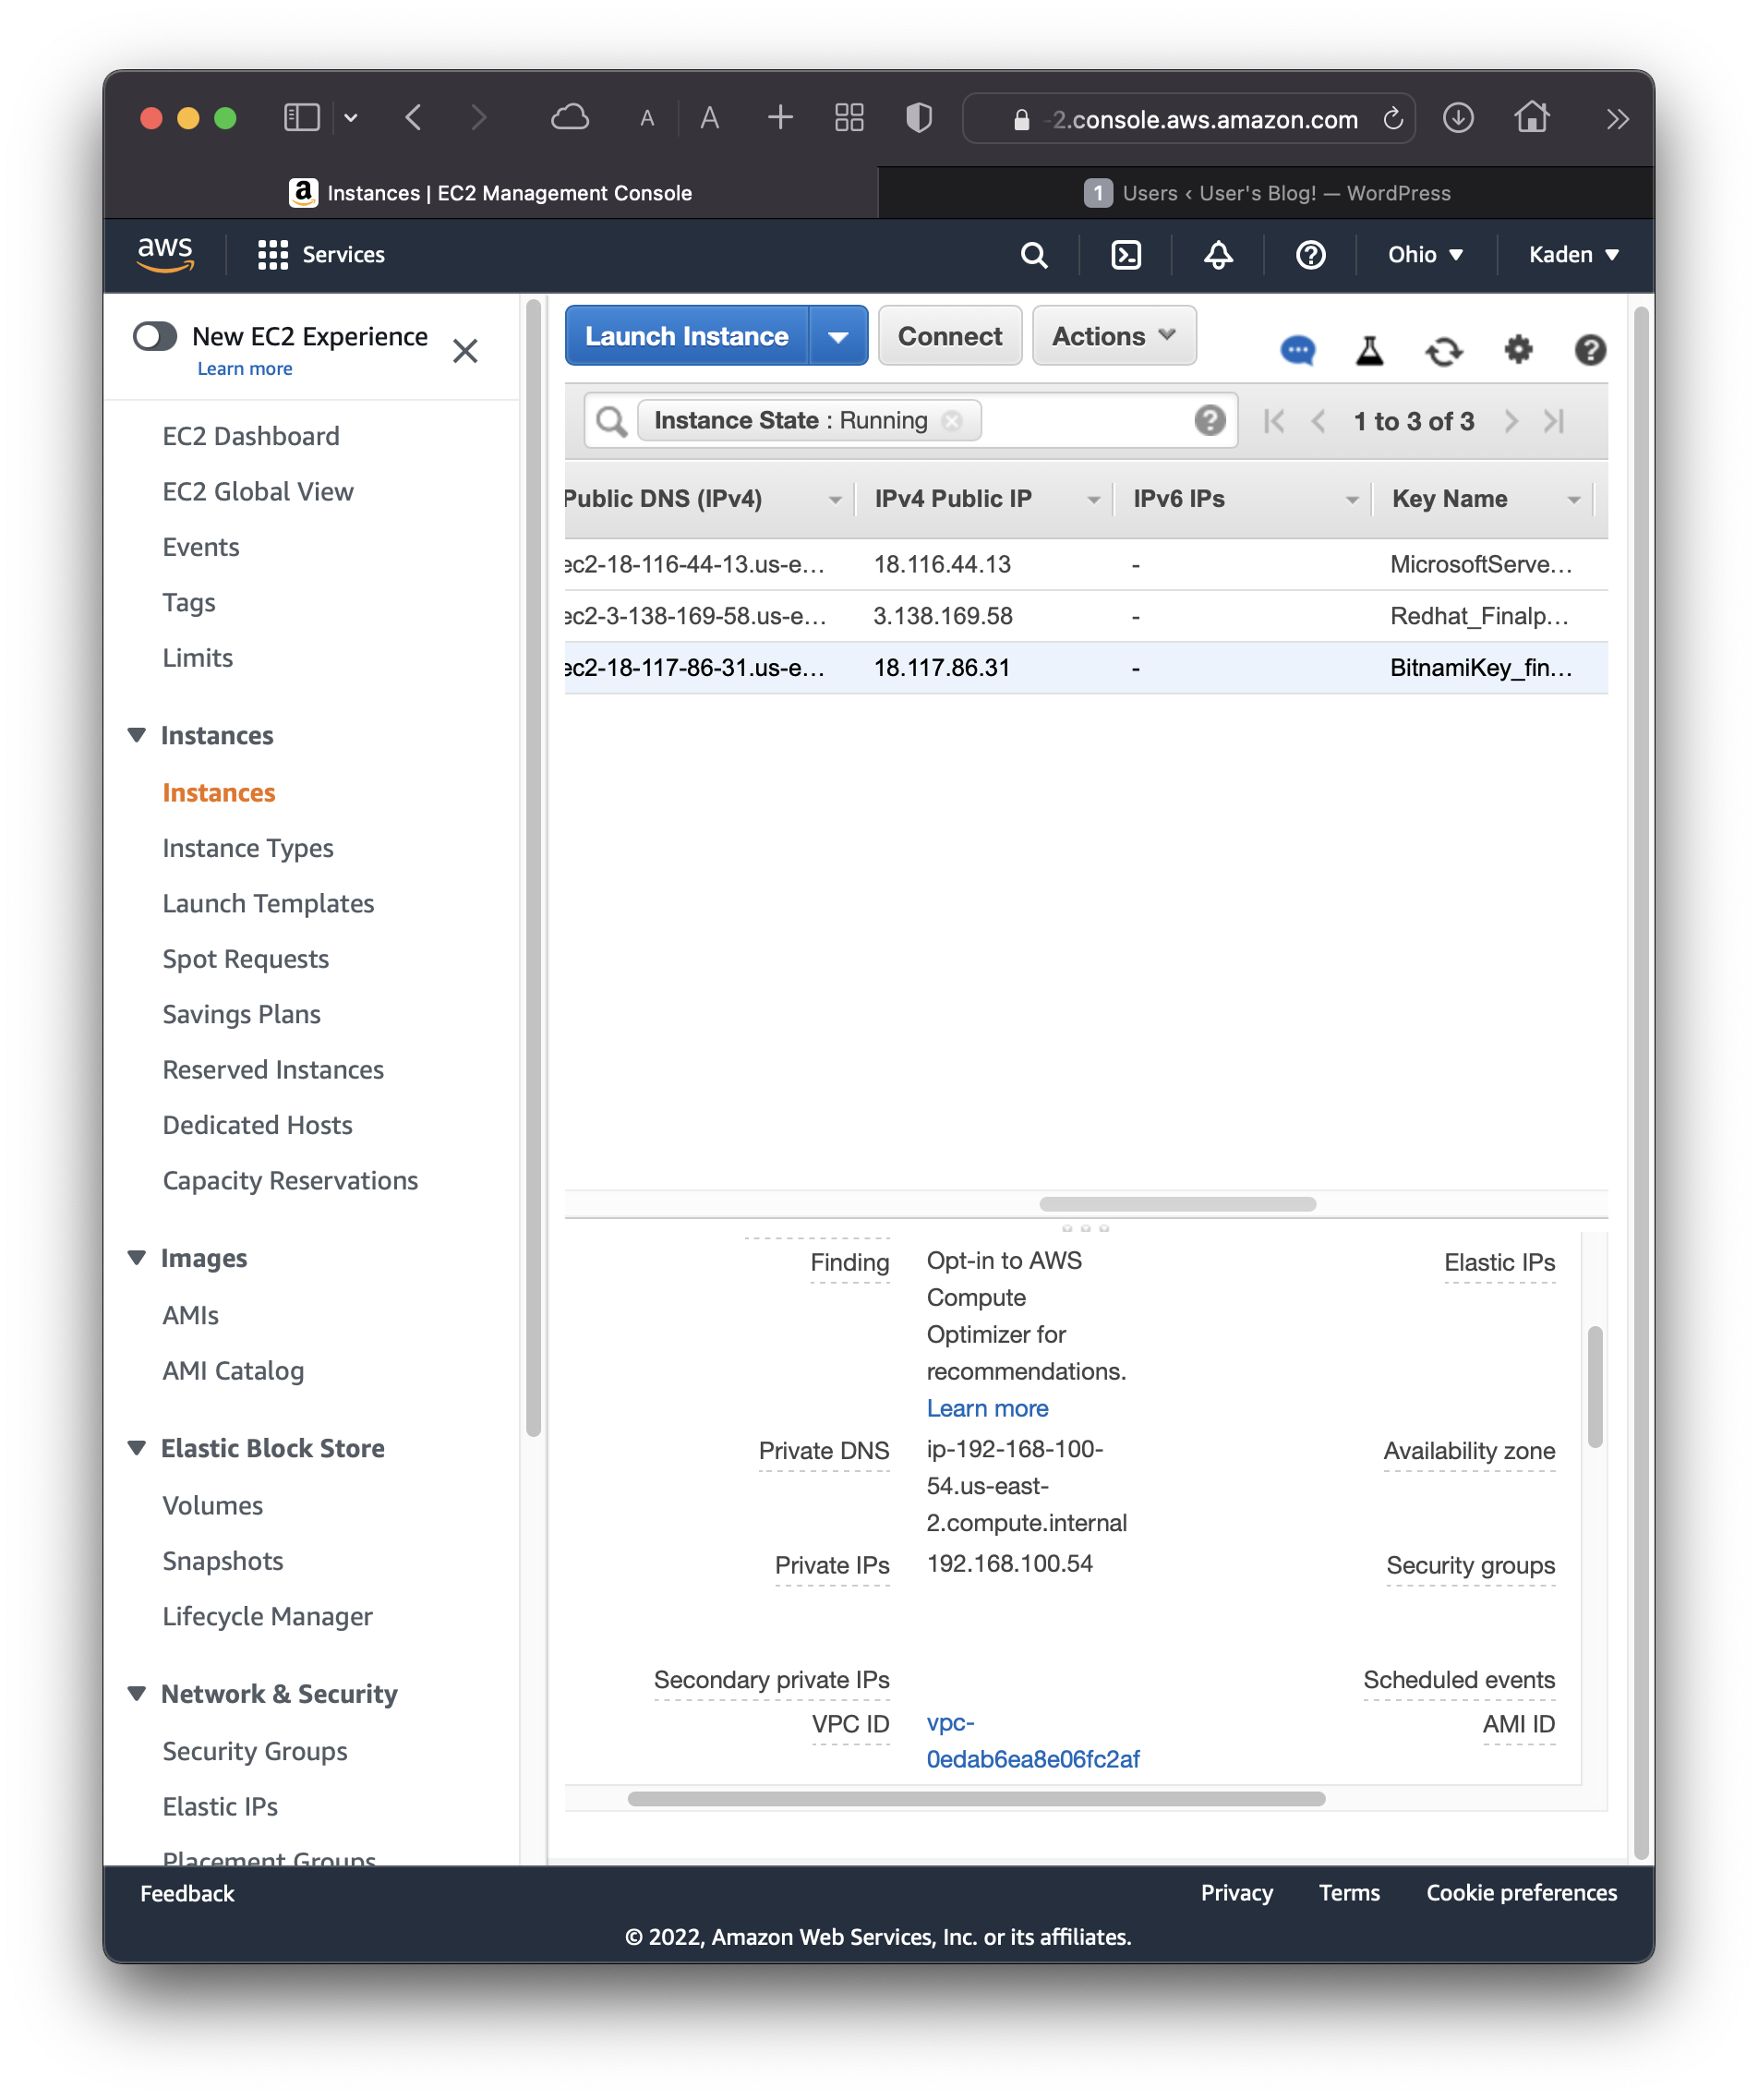 A A -2.console.aws.amazon.com
Instances | EC2 Management Console
1 Users ‹ User's Blog! — WordPress
aws Services Ohio Kaden
New EC2 Experience
Learn more
EC2 Dashboard
EC2 Global View
Events
Tags
Limits
Instances
Instances
Instance Types
Launch Templates
Spot Requests
Savings Plans
Reserved Instances
Dedicated Hosts
Capacity Reservations
Images
AMIs
AMI Catalog
Elastic Block Store
Volumes
Snapshots
Lifecycle Manager
Network & Security
Security Groups
Elastic IPs
Placement Groups
Launch Instance Connect Actions
Instance State : Running 1 to 3 of 3
Public DNS (IPv4) IPv4 Public IP IPv6 IPs Key Name
ec2-18-116-44-13.us-e... 18.116.44.13 - MicrosoftServe...
ec2-3-138-169-58.us-e... 3.138.169.58 - Redhat_Finalp...
ec2-18-117-86-31.us-e... 18.117.86.31 - BitnamiKey_fin...
Finding Opt-in to AWS Elastic IPs
Compute
Optimizer for
recommendations.
Learn more
Private DNS ip-192-168-100- Availability zone
54.us-east-
2.compute.internal
Private IPs 192.168.100.54 Security groups
Secondary private IPs Scheduled events
VPC ID vpc- AMI ID
0edab6ea8e06fc2af
Feedback Privacy Terms Cookie preferences
© 2022, Amazon Web Services, Inc. or its affiliates.